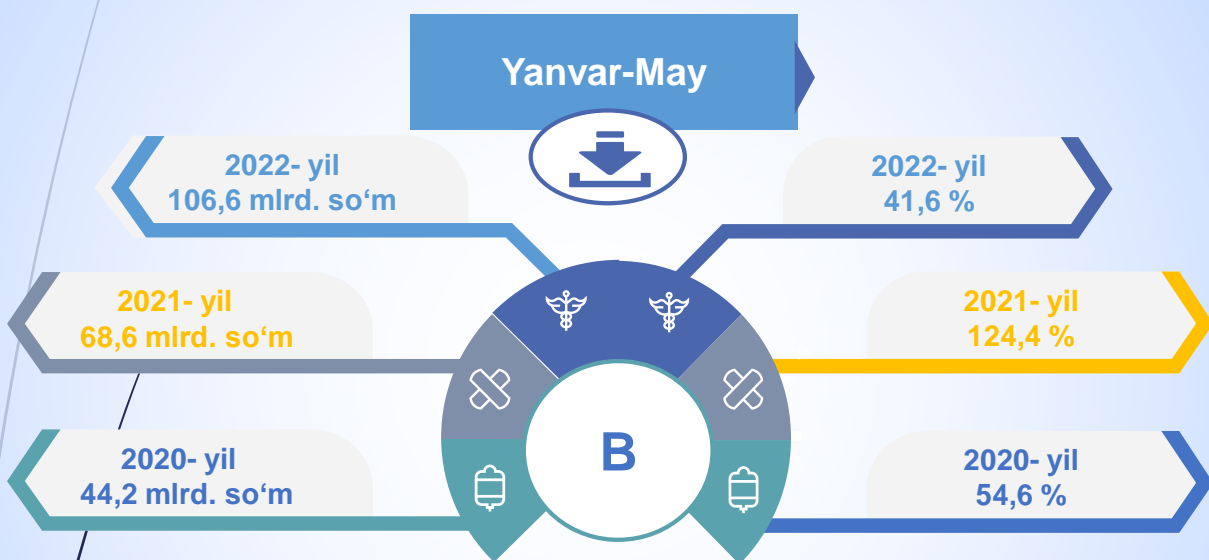 Yanvar-May
2022- yil
106,6 mlrd. so‘m
2022- yil
41,6 %
2021- yil
68,6 mlrd. so‘m
2021- yil
124,4 %
B
2020- yil
44,2 mlrd. so‘m
2020- yil
54,6 %